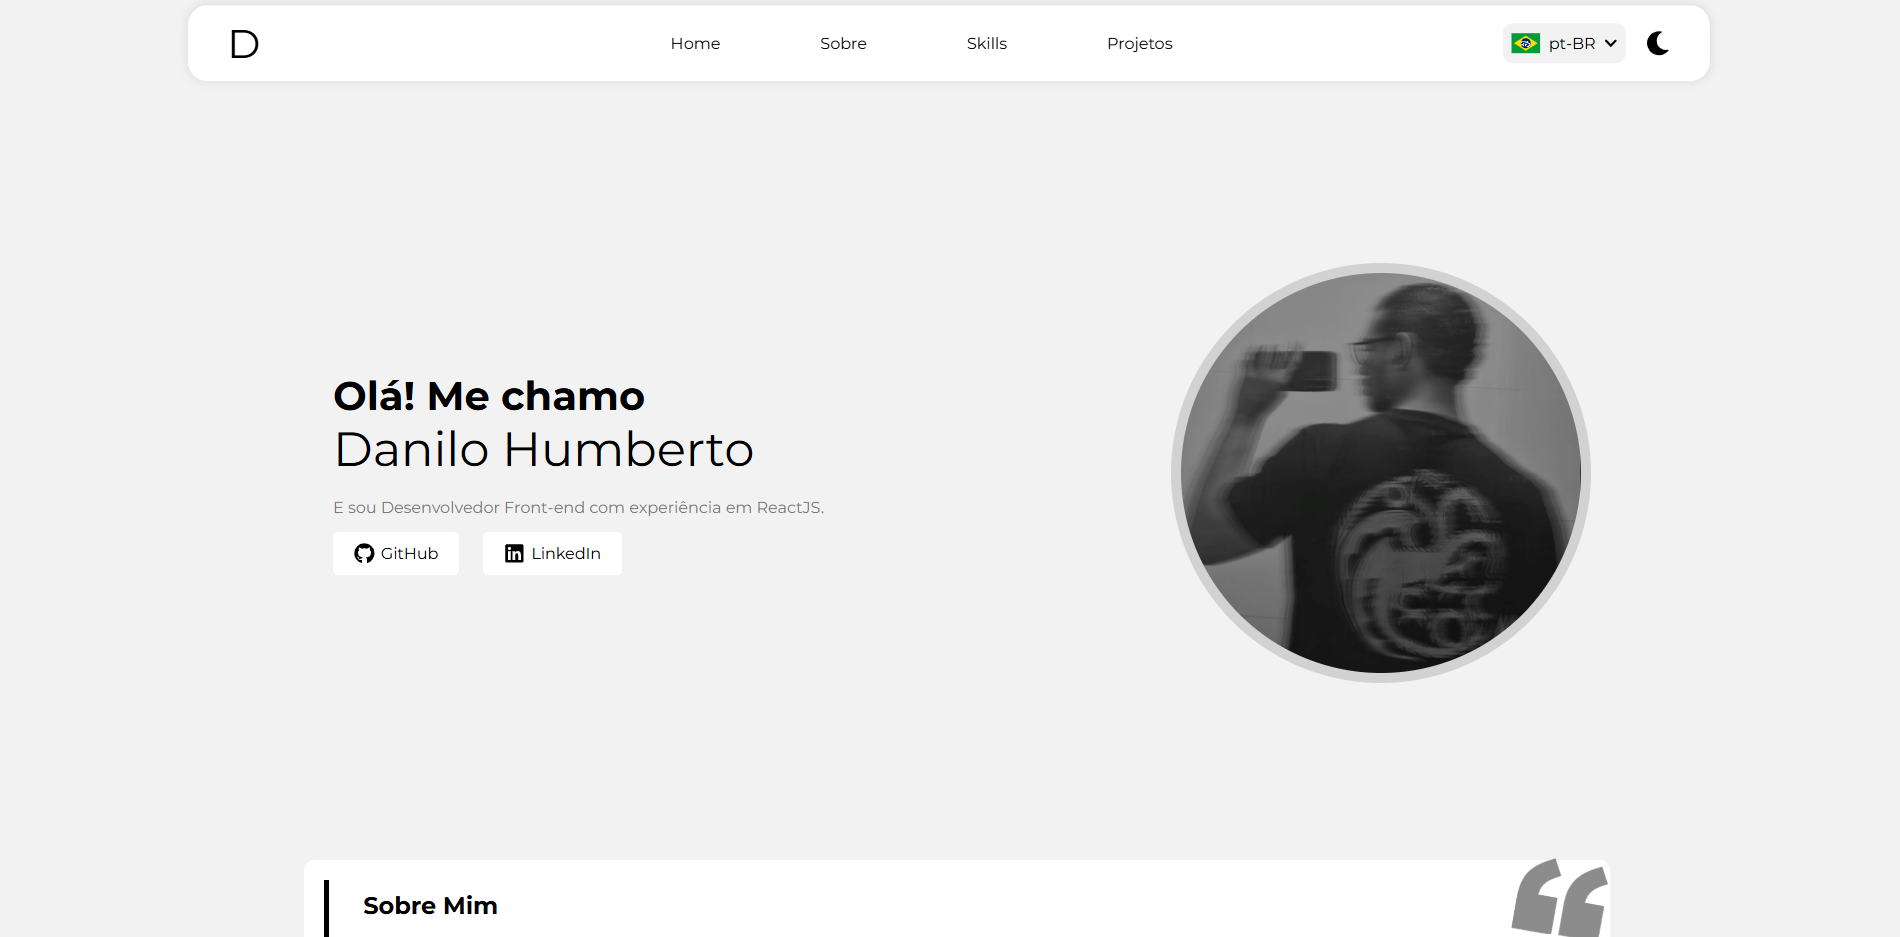 D
Home
Sobre
Skills
Projetos
pt-BR
Olá! Me chamo
Danilo Humberto
E sou Desenvolvedor Front-end com experiência em ReactJS.
GitHub
LinkedIn
Sobre Mim